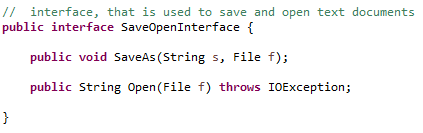 //  interface, that is used to save and open text documents
public interface SaveOpenInterface {
public void SaveAs(String s, File f);
public String Open(File f) throws IOException;
}